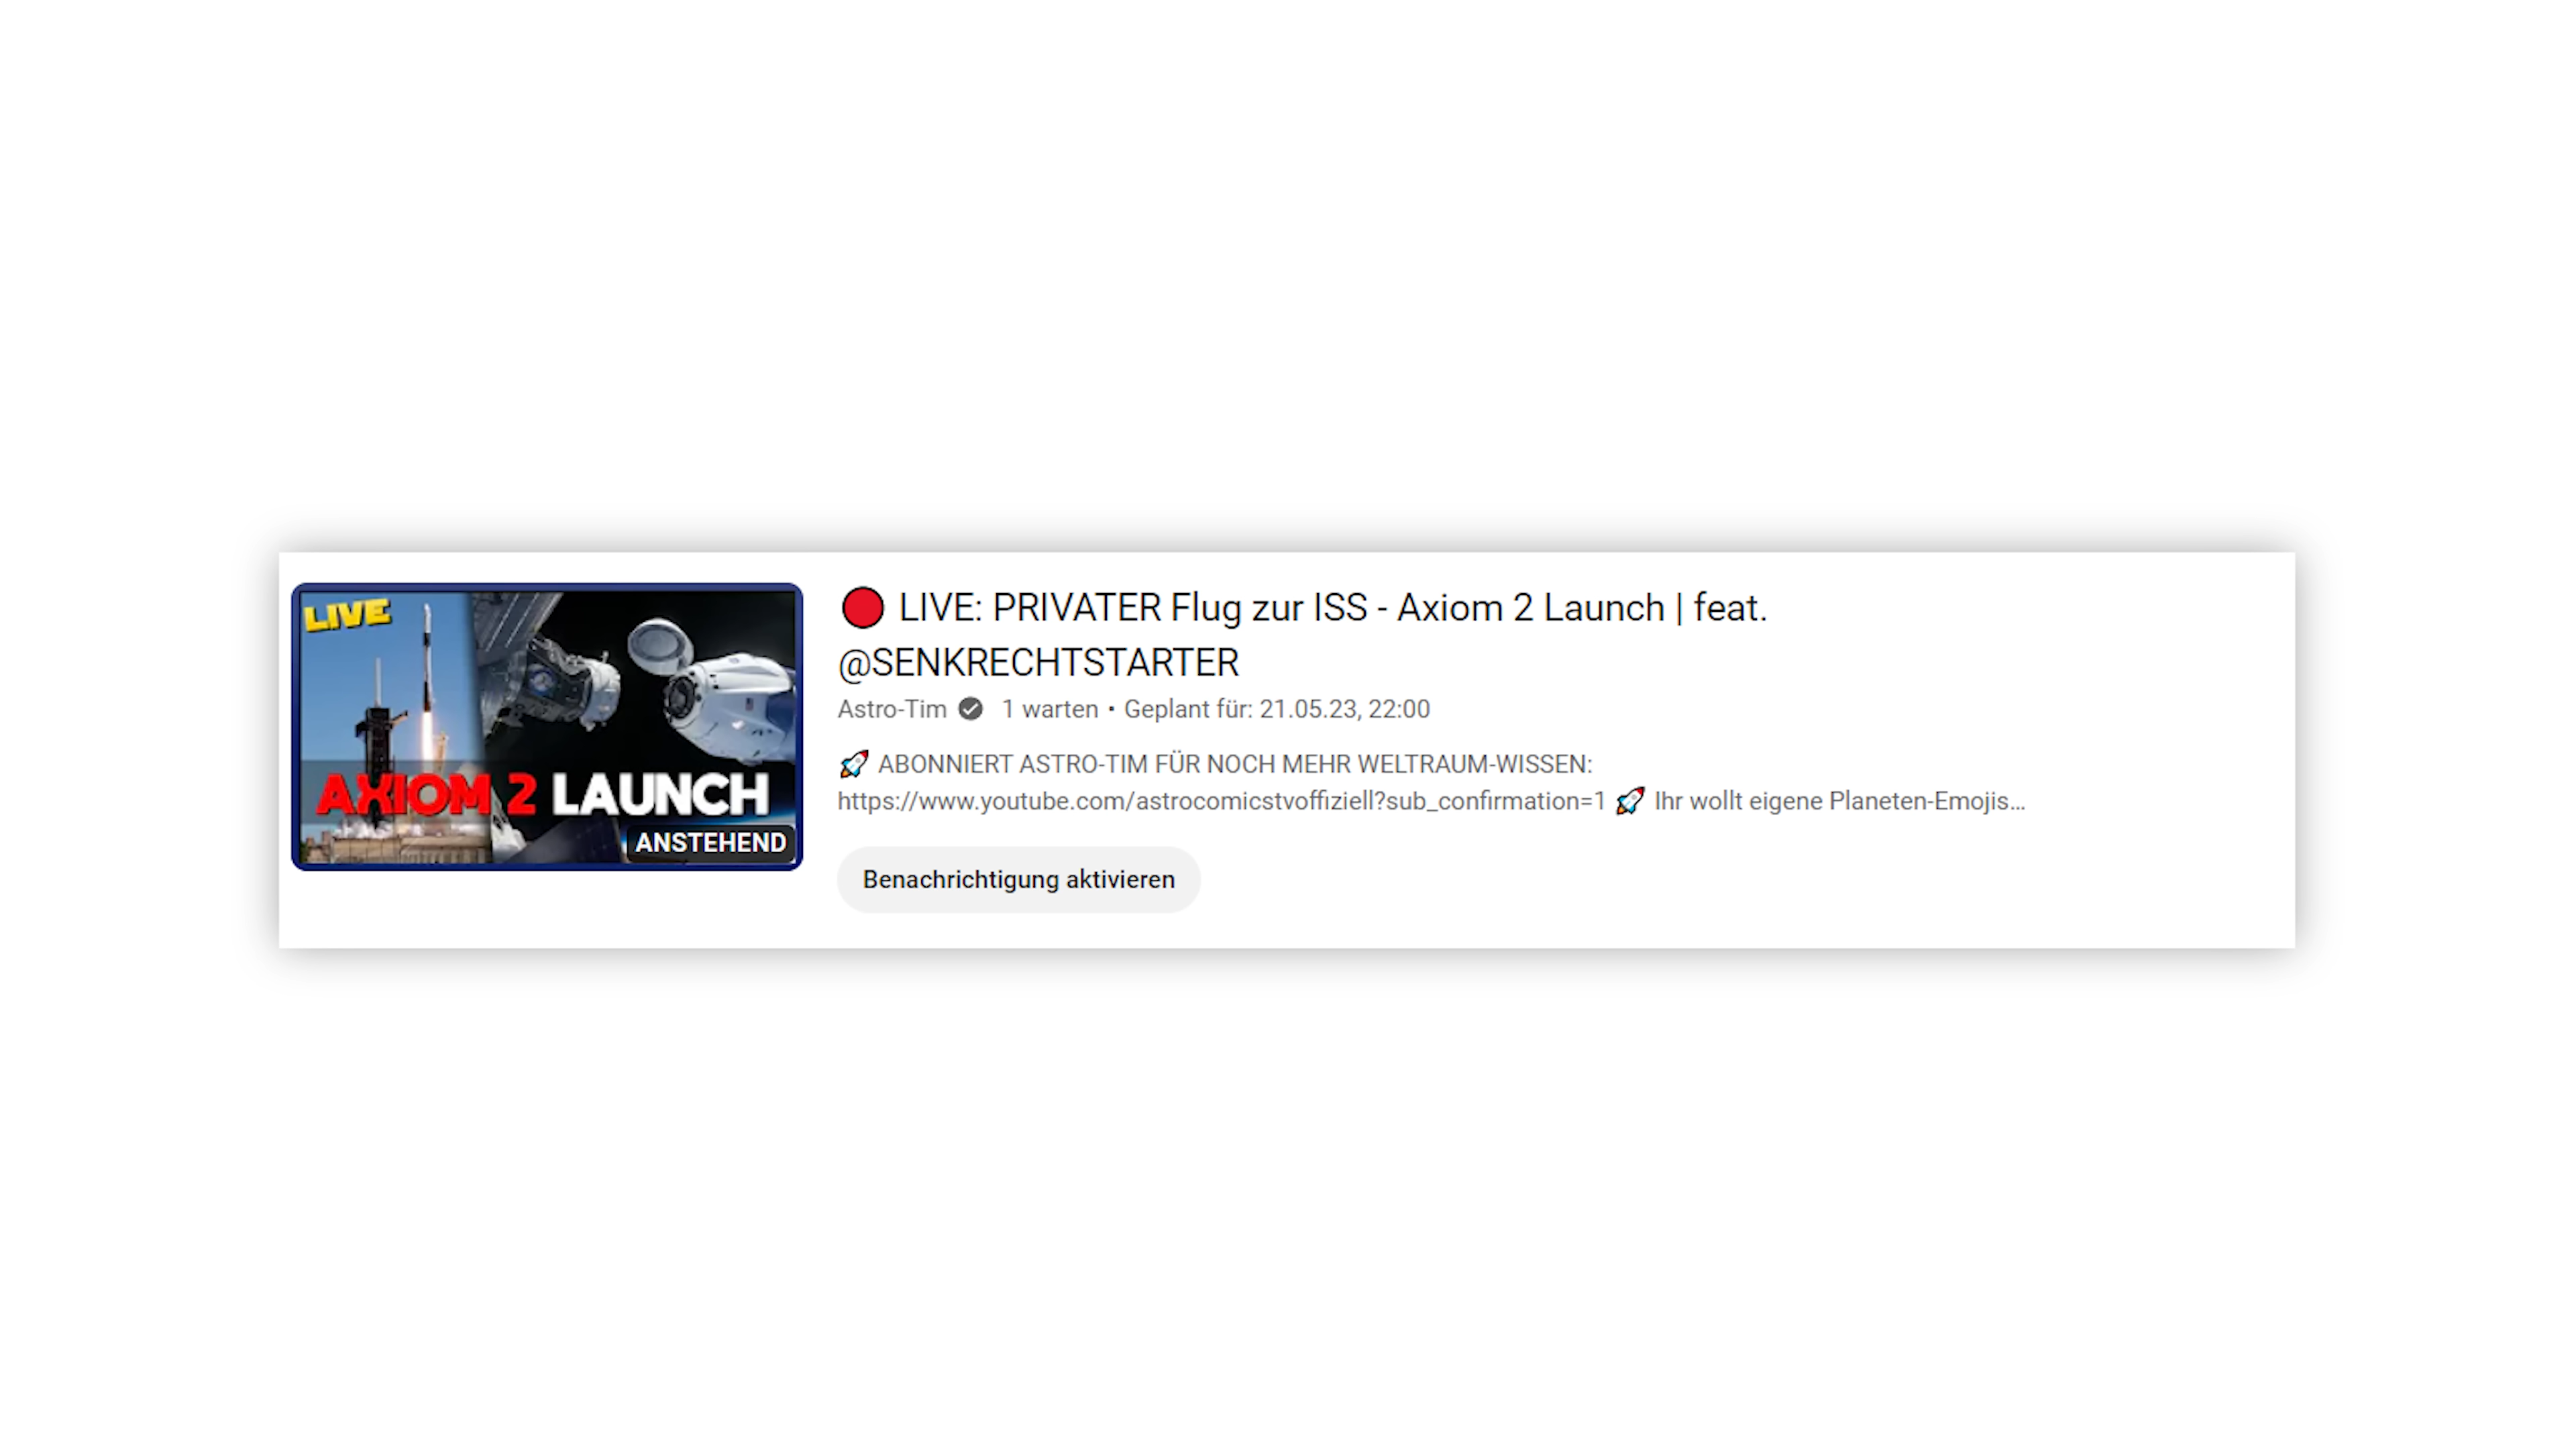 LIVE
AXIOM 2 LAUNCH
ANSTEHEND
🔴 LIVE: PRIVATER Flug zur ISS - Axiom 2 Launch | feat.
@SENKRECHTSTARTER
Astro-Tim 1 warten • Geplant für: 21.05.23, 22:00
🚀 ABONNIERT ASTRO-TIM FÜR NOCH MEHR WELTRAUM-WISSEN:
https://www.youtube.com/astrocomicstvoffiziell?sub_confirmation=1 🚀 Ihr wollt eigene Planeten-Emojis...
Benachrichtigung aktivieren